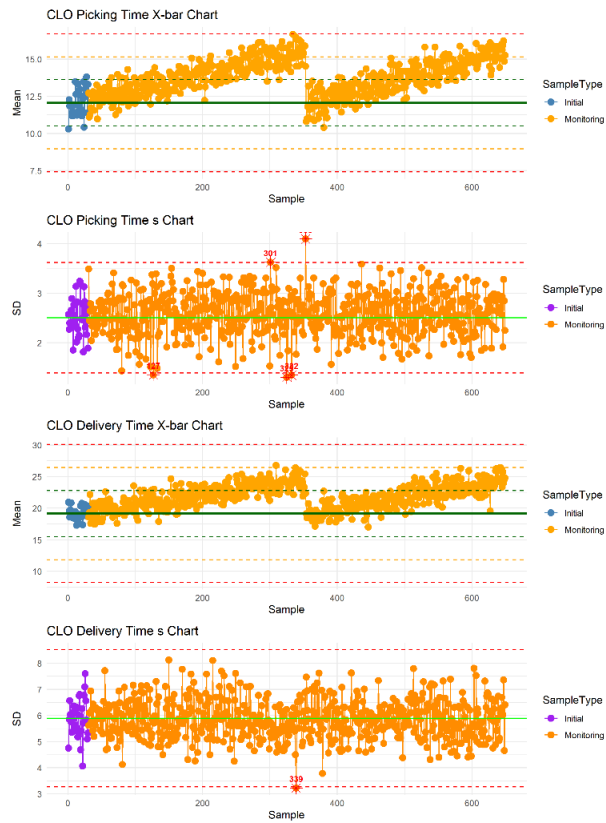 CLO Picking Time X-bar Chart
15.0
12.5
10.0
7.5
Mean
0 200 400 600
Sample
SampleType
Initial
Monitoring
CLO Picking Time s Chart
4
3
2
SD
301
0 200 400 600
Sample
SampleType
Initial
Monitoring
CLO Delivery Time X-bar Chart
30
25
20
15
10
Mean
0 200 400 600
Sample
SampleType
Initial
Monitoring
CLO Delivery Time s Chart
8
7
6
5
4
3
SD
339
0 200 400 600
Sample
SampleType
Initial
Monitoring